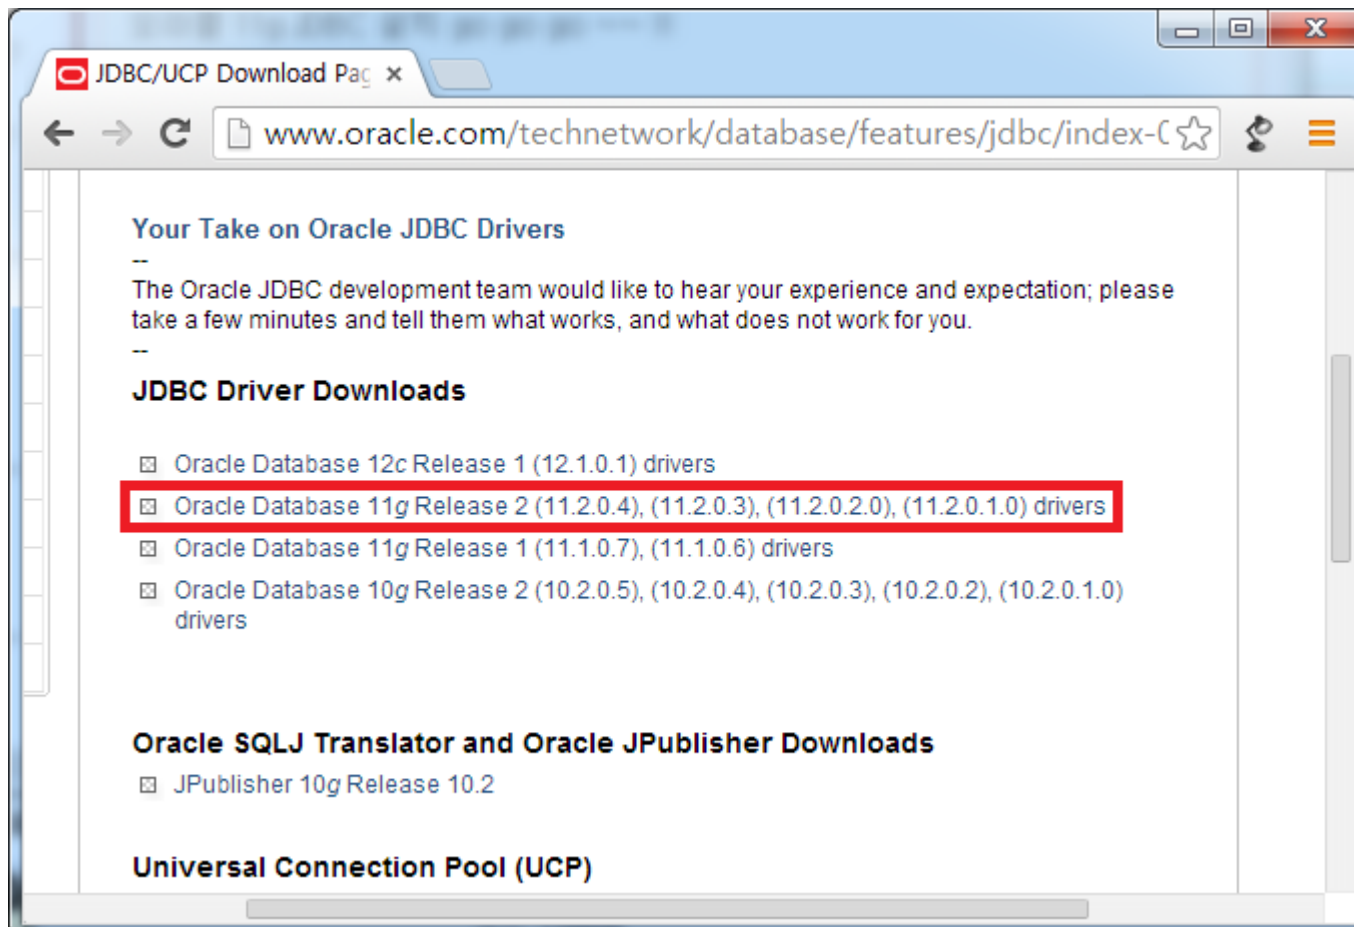 JDBC/UCP Download Pag
www.oracle.com/technetwork/database/features/jdbc/index-0
Your Take on Oracle JDBC Drivers
--
The Oracle JDBC development team would like to hear your experience and expectation; please
take a few minutes and tell them what works, and what does not work for you.
--
JDBC Driver Downloads
Oracle Database 12c Release 1 (12.1.0.1) drivers
Oracle Database 11g Release 2 (11.2.0.4), (11.2.0.3), (11.2.0.2.0), (11.2.0.1.0) drivers
Oracle Database 11g Release 1 (11.1.0.7), (11.1.0.6) drivers
Oracle Database 10g Release 2 (10.2.0.5), (10.2.0.4), (10.2.0.3), (10.2.0.2), (10.2.0.1.0)
drivers
Oracle SQLJ Translator and Oracle JPublisher Downloads
JPublisher 10g Release 10.2
Universal Connection Pool (UCP)